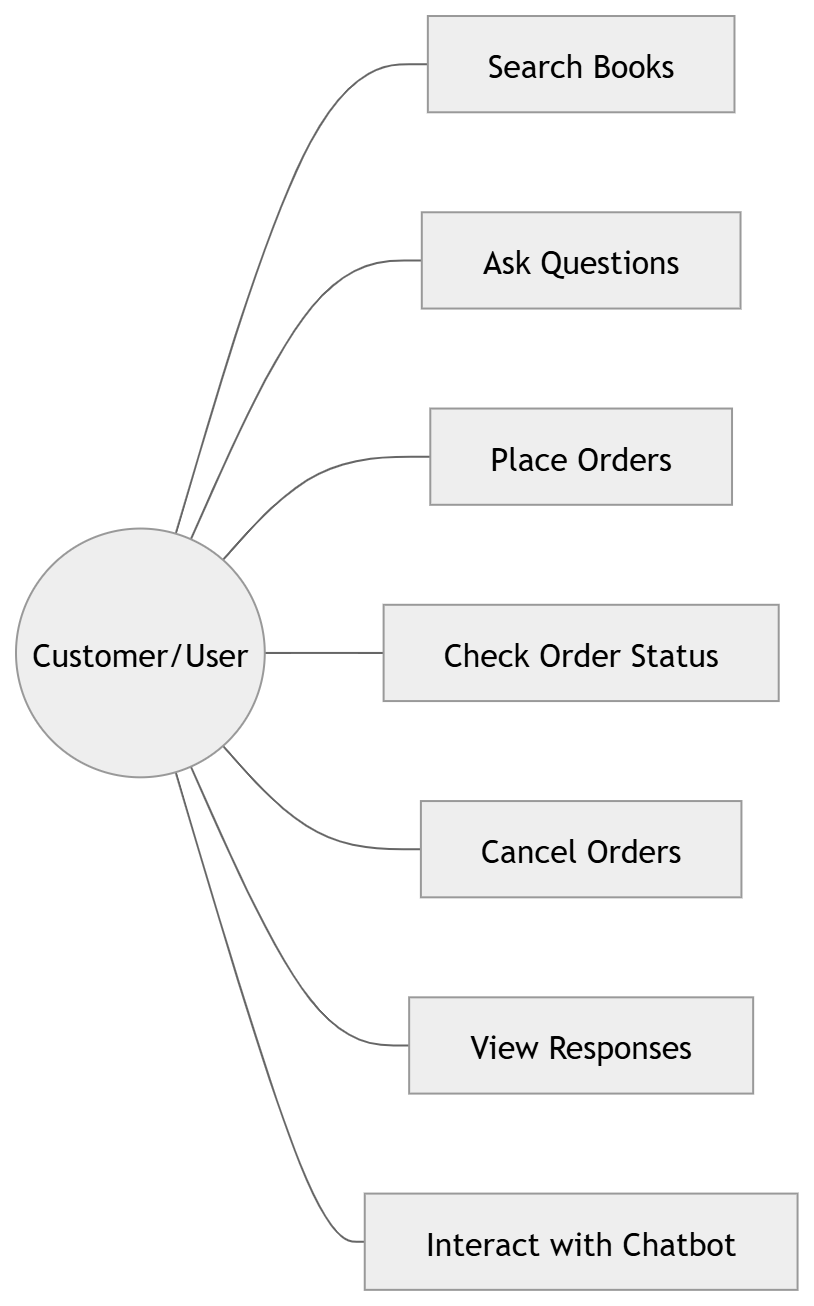 Search Books
Ask Questions
Place Orders
Customer/User
Check Order Status
Cancel Orders
View Responses
Interact with Chatbot